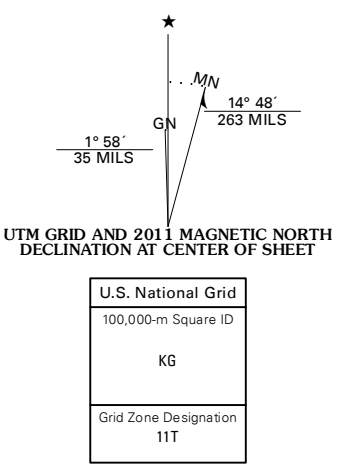 ★
MN
GN
14° 48´
263 MILS
1° 58´
35 MILS
UTM GRID AND 2011 MAGNETIC NORTH
DECLINATION AT CENTER OF SHEET
U.S. National Grid
100,000-m Square ID
KG
Grid Zone Designation
11T